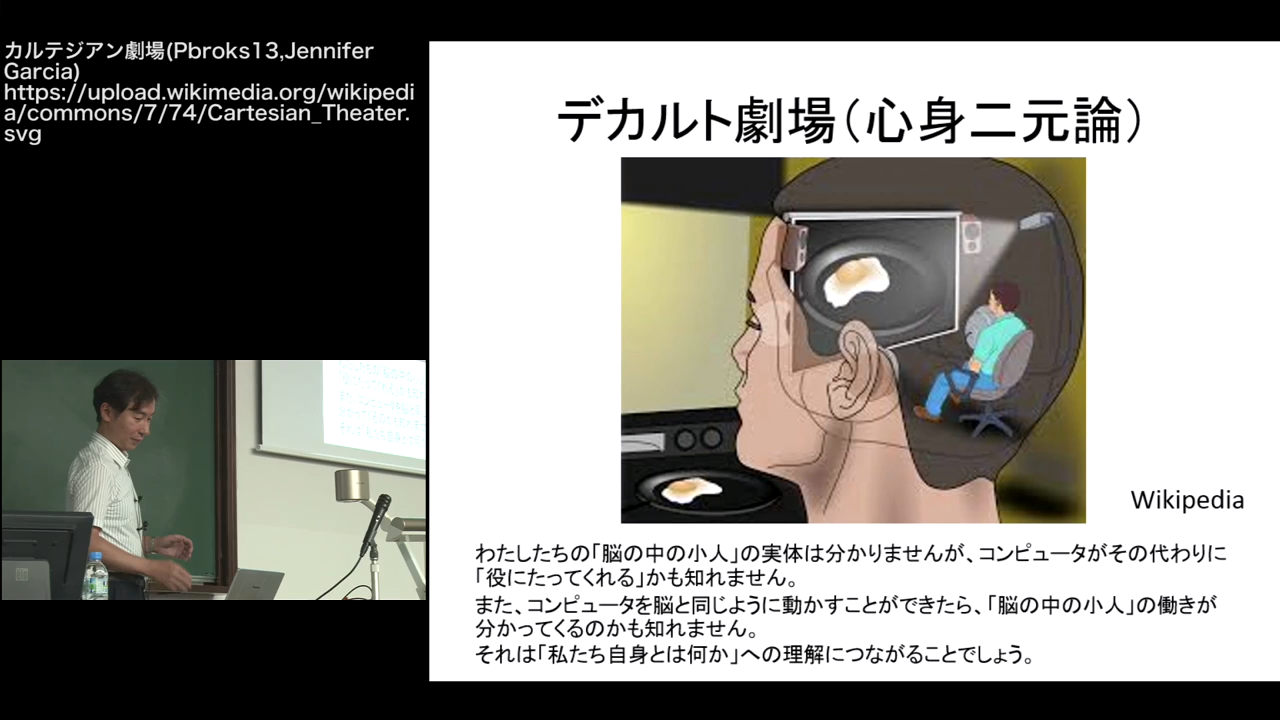 カルテジアン劇場(Pbroks13,Jennifer
Garcia)
https://upload.wikimedia.org/wikipedi
a/commons/7/74/Cartesian_Theater.
svg
デカルト劇場（心身二元論）
Wikipedia
わたしたちの「脳の中の小人」の実体は分かりませんが、コンピュータがその代わりに
「役にたってくれる」かも知れません。
また、コンピュータを脳と同じように動かすことができたら、「脳の中の小人」の働きが
分かってくるのかも知れません。
それは「私たち自身とは何か」への理解につながることでしょう。